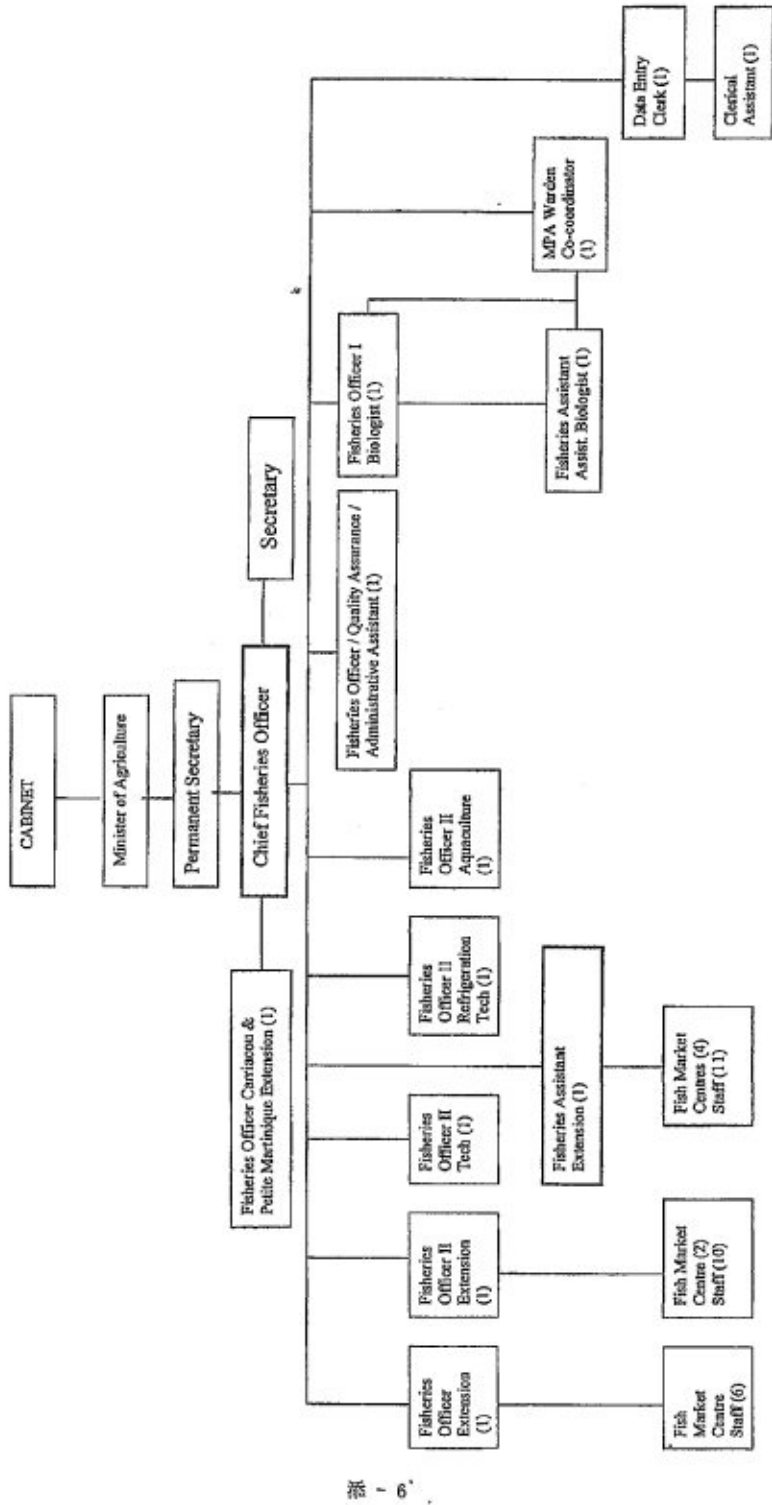 CABINET
Minister of Agriculture
Permanent Secretary
Chief Fisheries Officer
Secretary
Fisheries Officer Carriacou &
Petite Martinique Extension (1)
Fisheries
Officer
Extension
(1)
Fisheries
Officer II
Extension
(1)
Fisheries
Officer II
Tech (1)
Fisheries
Officer II
Refrigeration
Tech (1)
Fisheries
Officer II
Aquaculture
(1)
Fisheries Officer / Quality Assurance /
Administrative Assistant (1)
Fisheries Officer I
Biologist (1)
Fisheries Assistant
Extension (1)
Fisheries Assistant
Assist. Biologist (1)
MPA Warden
Co-coordinator
(1)
Data Entry
Clerk (1)
Clerical
Assistant (1)
Fish
Market
Centre
Staff (6)
Fish Market
Centre (2)
Staff (10)
Fish Market
Centres (4)
Staff (11)
- 9